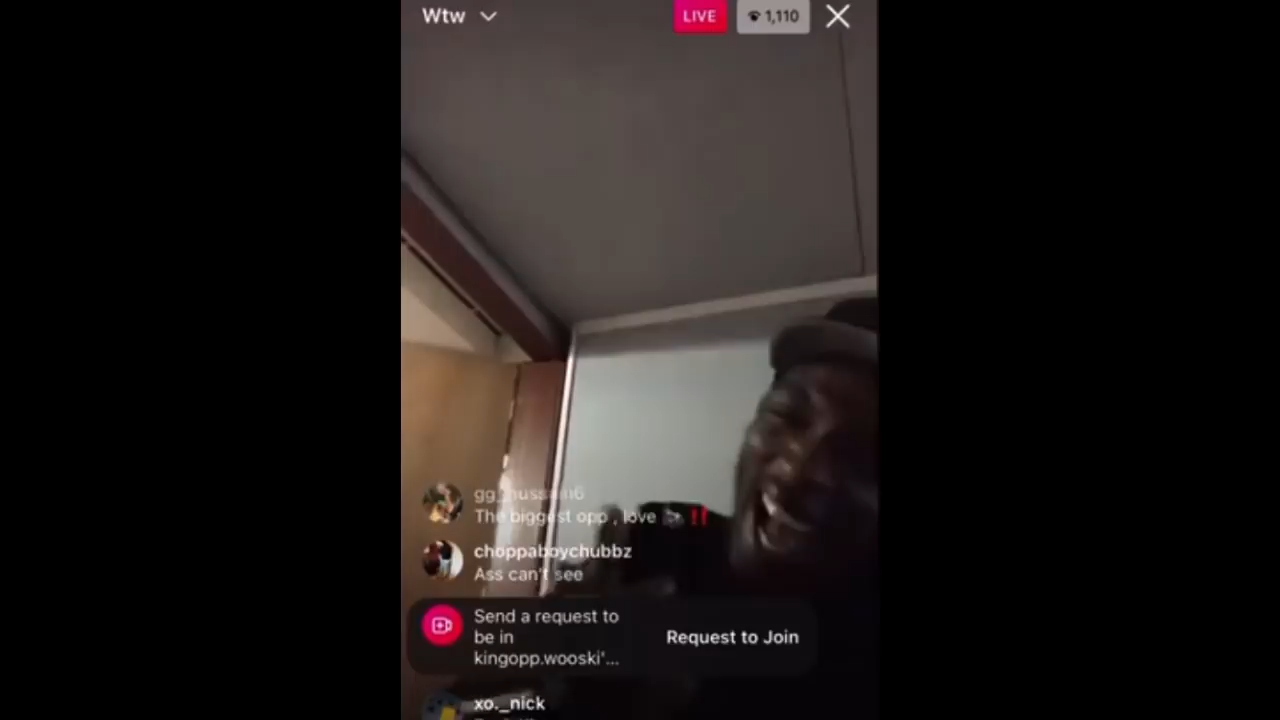 Wtw
LIVE
1,110
The biggest opp , love ‼️
choppaboychubbz
Ass can't see
Send a request to
be in
kingopp.wooski'...
Request to Join
xo._nick